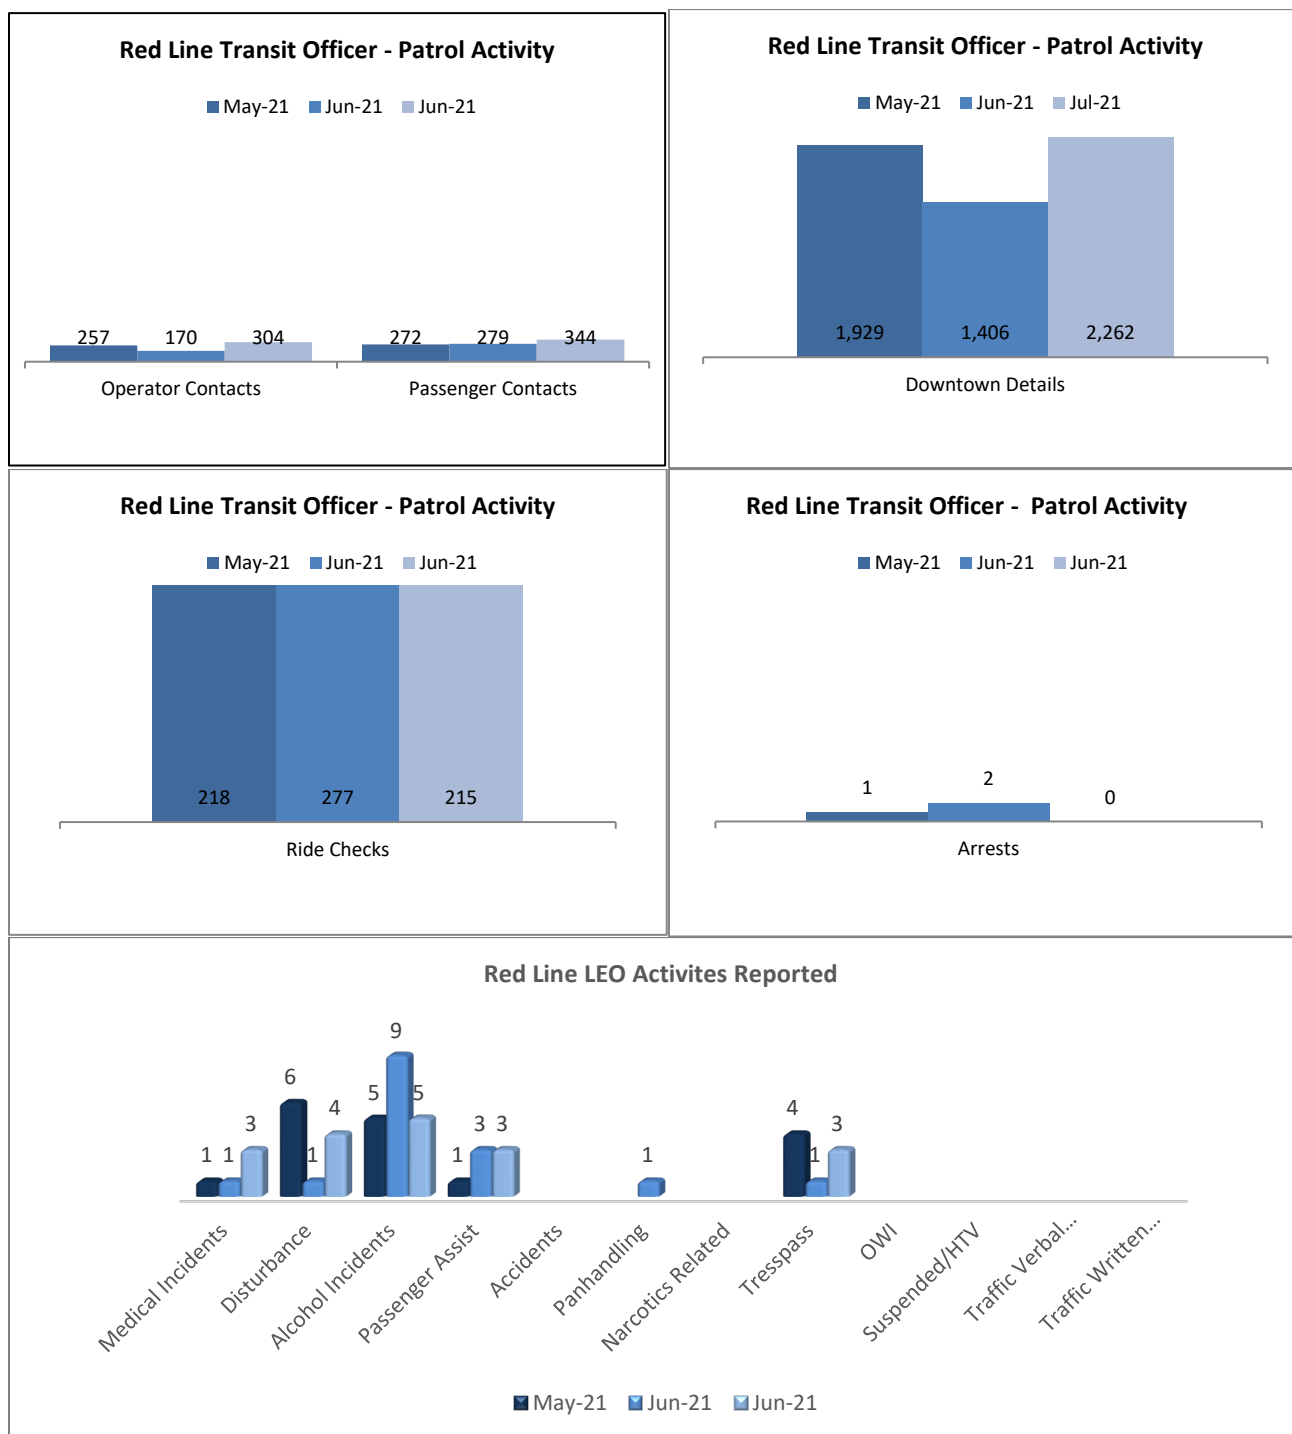 Red Line Transit Officer - Patrol Activity
May-21 Jun-21 Jun-21
257 170 304 272 279 344
Operator Contacts Passenger Contacts
Red Line Transit Officer - Patrol Activity
May-21 Jun-21 Jul-21
1,929 1,406 2,262
Downtown Details
Red Line Transit Officer - Patrol Activity
May-21 Jun-21 Jun-21
218 277 215
Ride Checks
Red Line Transit Officer -  Patrol Activity
May-21 Jun-21 Jun-21
1 2 0
Arrests
Red Line LEO Activites Reported
1 1 3 6 1 4 5 9 5 1 3 3 1 4 1 3
Medical Incidents
Disturbance
Alcohol Incidents
Passenger Assist
Accidents
Panhandling
Narcotics Related
Tresspass
OWI
Suspended/HTV
Traffic Verbal...
Traffic Written...
May-21 Jun-21 Jun-21